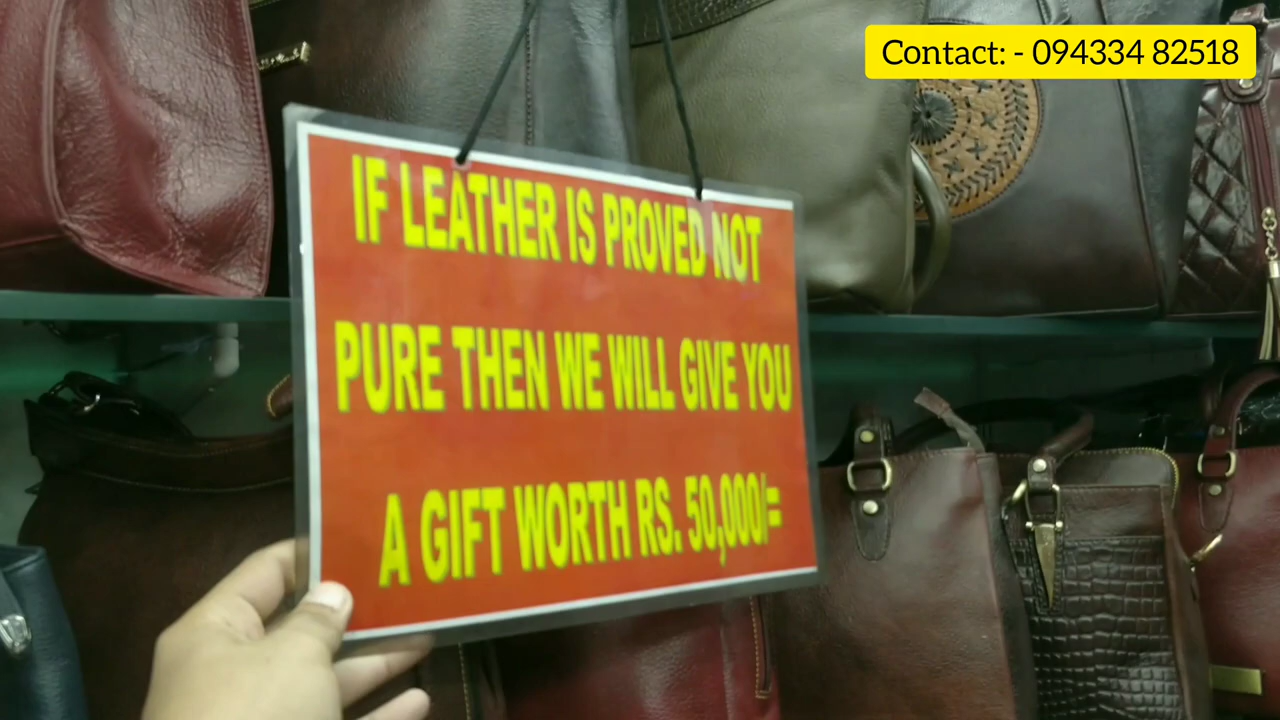 Contact: - 094334 82518
IF LEATHER IS PROVED NOT
PURE THEN WE WILL GIVE YOU
A GIFT WORTH RS. 50,000/=